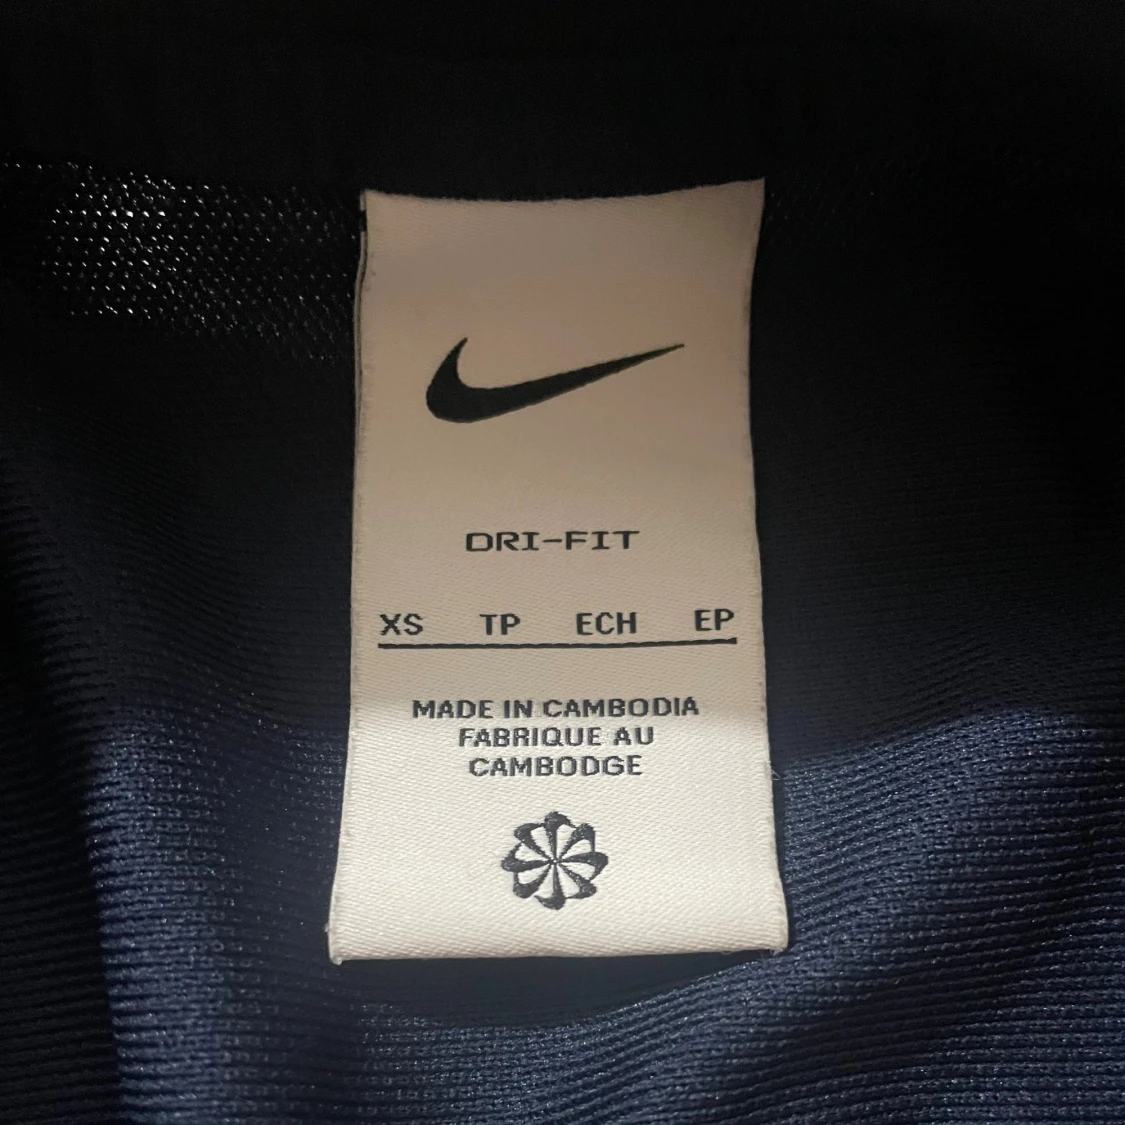 DRI-FIT
XS TP ECH EP
MADE IN CAMBODIA
FABRIQUE AU
CAMBODGE